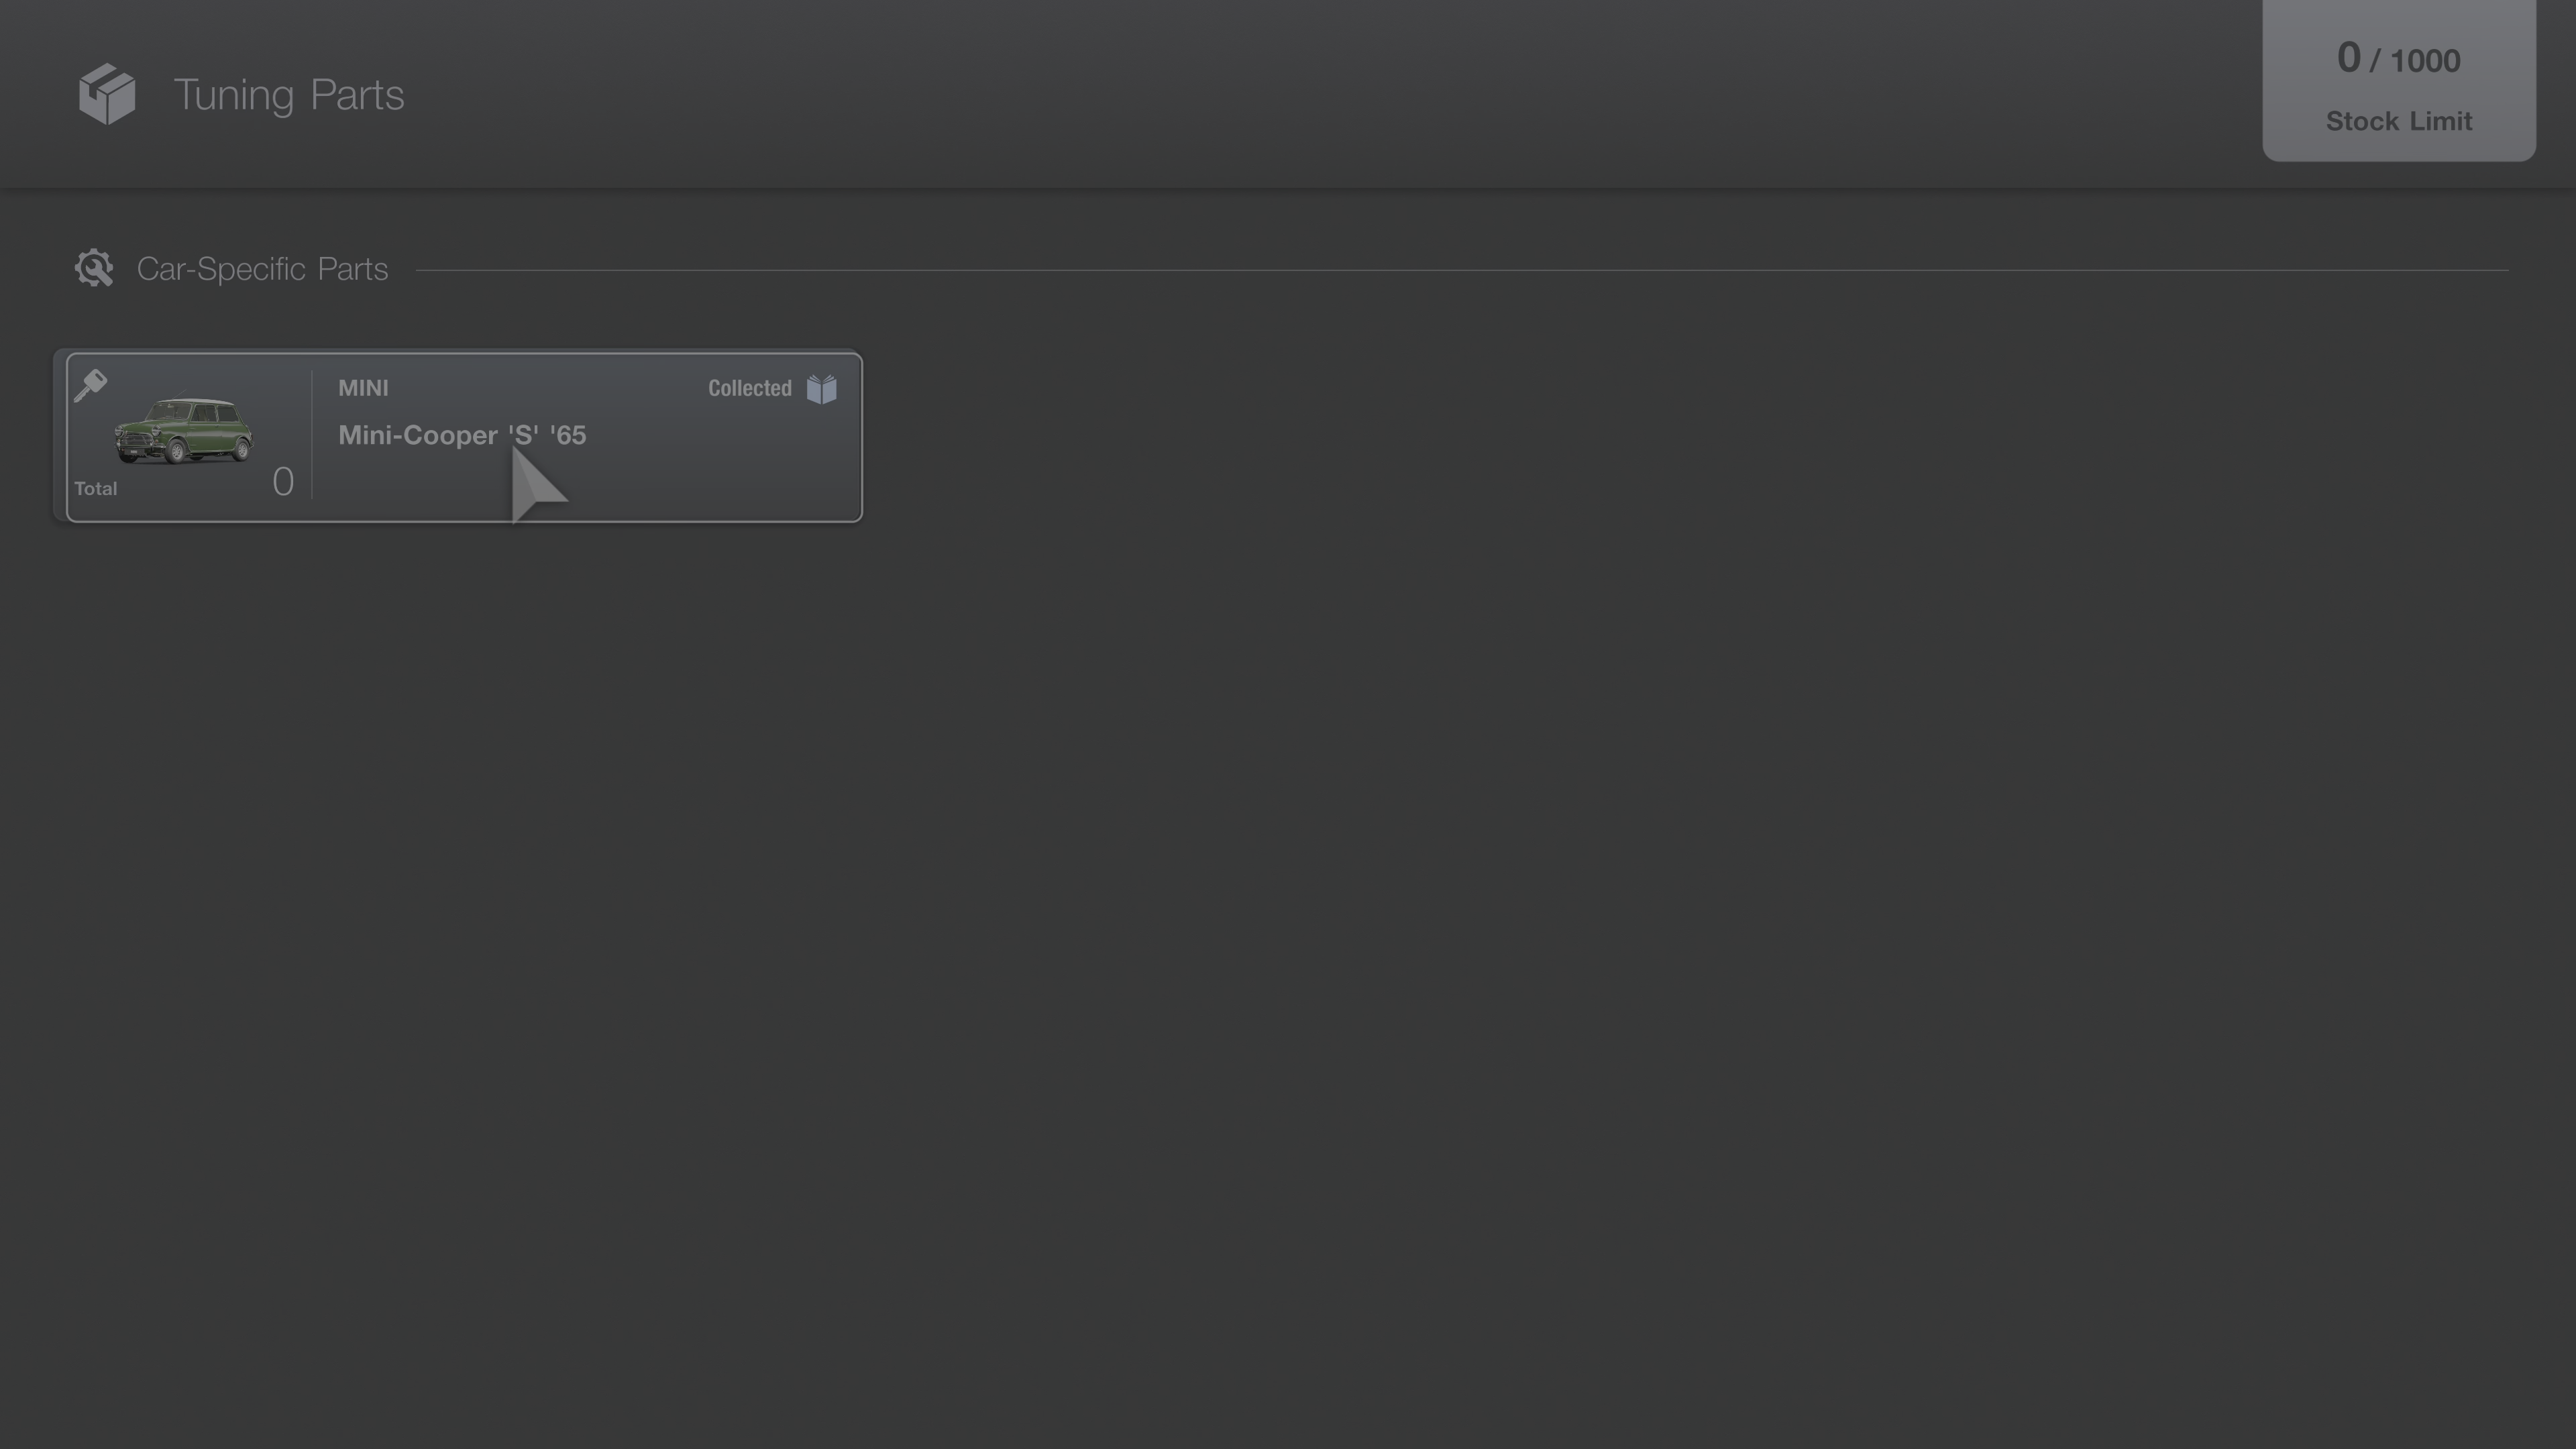 Tuning Parts
0 / 1000
Stock Limit
Car-Specific Parts
MINI
Collected
Mini-Cooper 'S' '65
Total
0